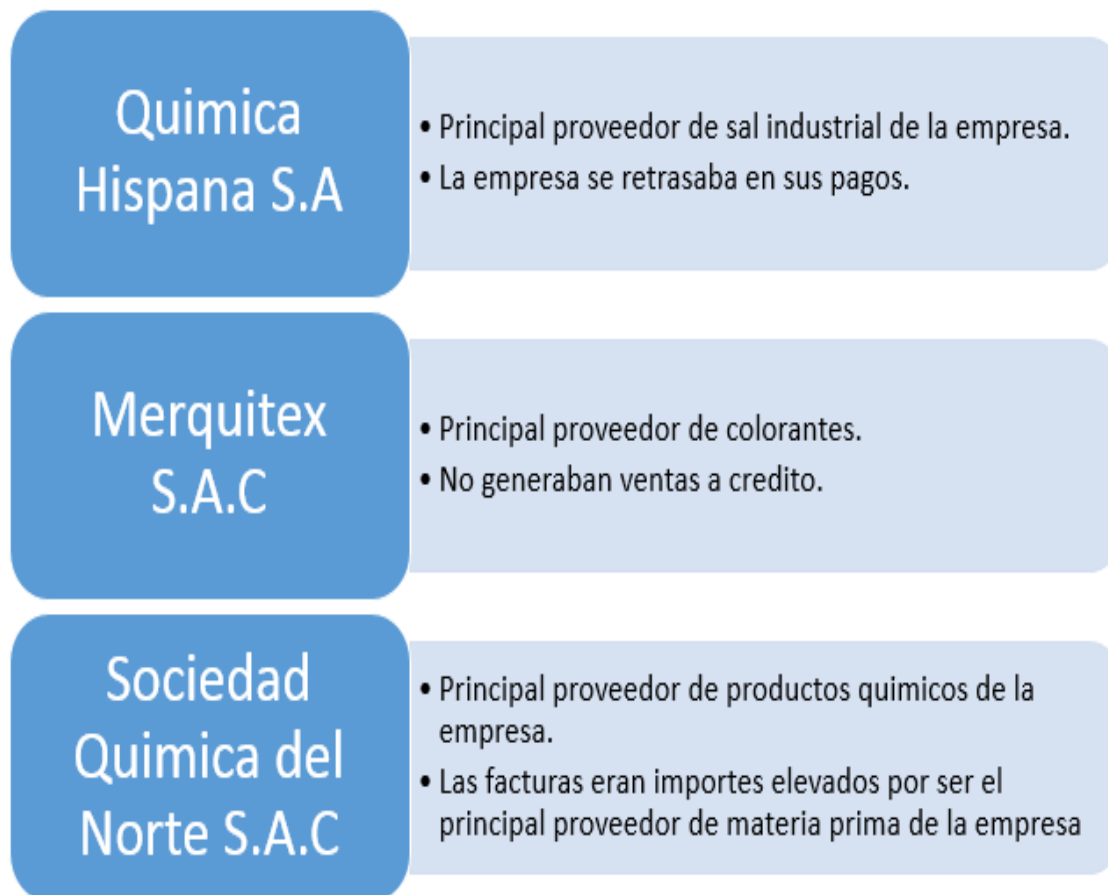 Quimica
Hispana S.A
• Principal proveedor de sal industrial de la empresa.
• La empresa se retrasaba en sus pagos.
Merquitex
S.A.C
• Principal proveedor de colorantes.
• No generaban ventas a credito.
Sociedad
Quimica del
Norte S.A.C
• Principal proveedor de productos quimicos de la
empresa.
• Las facturas eran importes elevados por ser el
principal proveedor de materia prima de la empresa